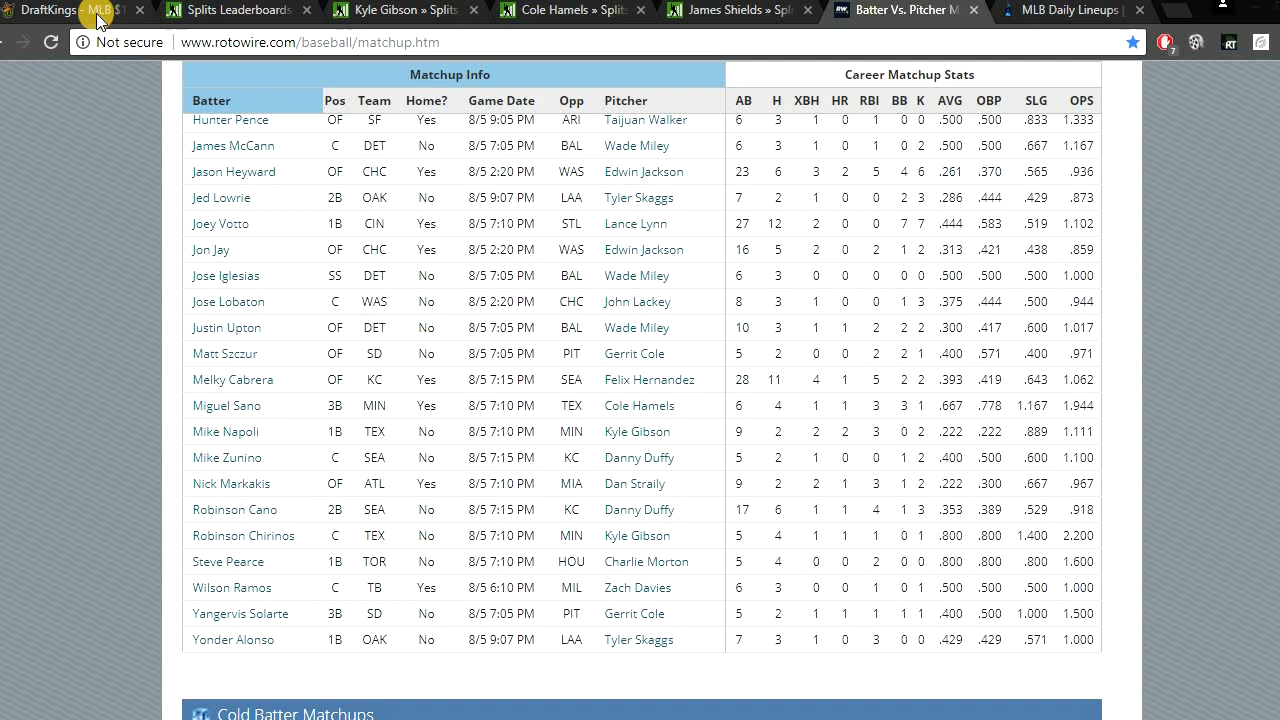 DraftKings - MLB $1 Splits Leaderboards Kyle Gibson » Splits Cole Hamels » Splits James Shields » Spl Batter Vs. Pitcher M MLB Daily Lineups |
Not secure www.rotowire.com/baseball/matchup.htm 7 RT
Matchup Info Career Matchup Stats
Batter Pos Team Home? Game Date Opp Pitcher AB H XBH HR RBI BB K AVG OBP SLG OPS
Hunter Pence OF SF Yes 8/5 9:05 PM ARI Taijuan Walker 6 3 1 0 1 0 0 .500 .500 .833 1.333
James McCann C DET No 8/5 7:05 PM BAL Wade Miley 6 3 1 0 1 0 2 .500 .500 .667 1.167
Jason Heyward OF CHC Yes 8/5 2:20 PM WAS Edwin Jackson 23 6 3 2 5 4 6 .261 .370 .565 .936
Jed Lowrie 2B OAK No 8/5 9:07 PM LAA Tyler Skaggs 7 2 1 0 0 2 3 .286 .444 .429 .873
Joey Votto 1B CIN Yes 8/5 7:10 PM STL Lance Lynn 27 12 2 0 0 7 7 .444 .583 .519 1.102
Jon Jay OF CHC Yes 8/5 2:20 PM WAS Edwin Jackson 16 5 2 0 2 1 2 .313 .421 .438 .859
Jose Iglesias SS DET No 8/5 7:05 PM BAL Wade Miley 6 3 0 0 0 0 0 .500 .500 .500 1.000
Jose Lobaton C WAS No 8/5 2:20 PM CHC John Lackey 8 3 1 0 0 1 3 .375 .444 .500 .944
Justin Upton OF DET No 8/5 7:05 PM BAL Wade Miley 10 3 1 1 2 2 2 .300 .417 .600 1.017
Matt Szczur OF SD No 8/5 7:05 PM PIT Gerrit Cole 5 2 0 0 2 2 1 .400 .571 .400 .971
Melky Cabrera OF KC Yes 8/5 7:15 PM SEA Felix Hernandez 28 11 4 1 5 2 2 .393 .419 .643 1.062
Miguel Sano 3B MIN Yes 8/5 7:10 PM TEX Cole Hamels 6 4 1 1 3 3 1 .667 .778 1.167 1.944
Mike Napoli 1B TEX No 8/5 7:10 PM MIN Kyle Gibson 9 2 2 2 3 0 2 .222 .222 .889 1.111
Mike Zunino C SEA No 8/5 7:15 PM KC Danny Duffy 5 2 1 0 0 1 2 .400 .500 .600 1.100
Nick Markakis OF ATL Yes 8/5 7:10 PM MIA Dan Straily 9 2 2 1 3 1 2 .222 .300 .667 .967
Robinson Cano 2B SEA No 8/5 7:15 PM KC Danny Duffy 17 6 1 1 4 1 3 .353 .389 .529 .918
Robinson Chirinos C TEX No 8/5 7:10 PM MIN Kyle Gibson 5 4 1 1 1 0 1 .800 .800 1.400 2.200
Steve Pearce 1B TOR No 8/5 7:10 PM HOU Charlie Morton 5 4 0 0 2 0 0 .800 .800 .800 1.600
Wilson Ramos C TB Yes 8/5 6:10 PM MIL Zach Davies 6 3 0 0 1 0 1 .500 .500 .500 1.000
Yangervis Solarte 3B SD No 8/5 7:05 PM PIT Gerrit Cole 5 2 1 1 1 1 1 .400 .500 1.000 1.500
Yonder Alonso 1B OAK No 8/5 9:07 PM LAA Tyler Skaggs 7 3 1 0 3 0 0 .429 .429 .571 1.000
Cold Batter Matchups